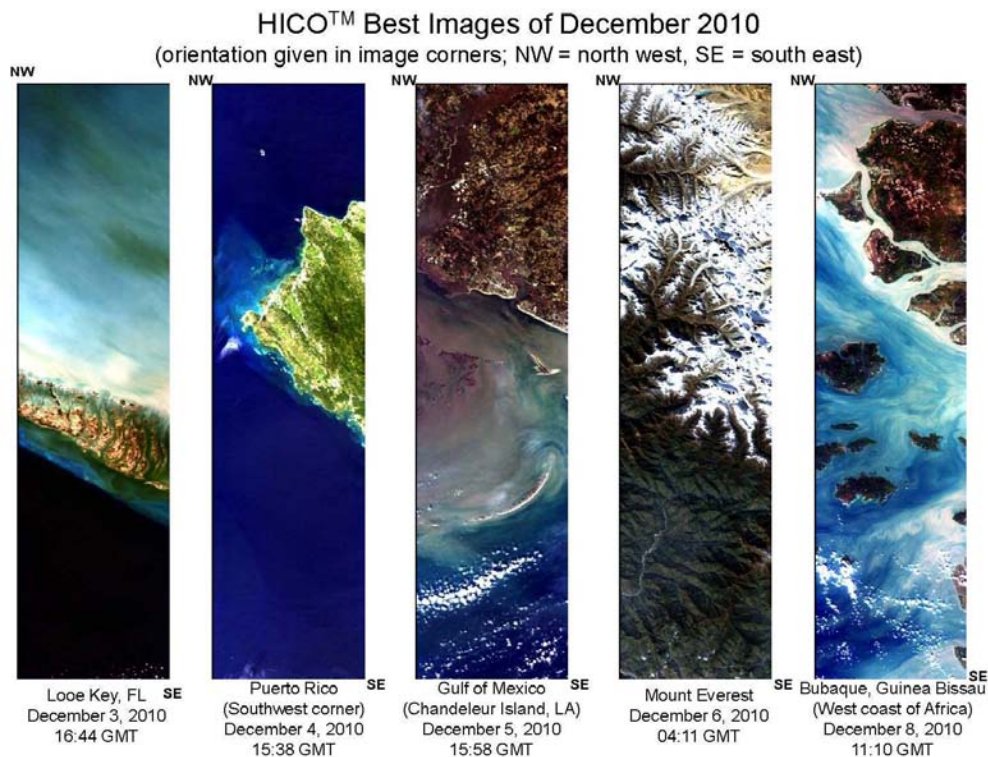 HICO™ Best Images of December 2010
(orientation given in image corners; NW = north west, SE = south east)
NW
NW
NW
NW
NW
SE
SE
SE
SE
SE
Looe Key, FL
December 3, 2010
16:44 GMT
Puerto Rico
(Southwest corner)
December 4, 2010
15:38 GMT
Gulf of Mexico
(Chandeleur Island, LA)
December 5, 2010
15:58 GMT
Mount Everest
December 6, 2010
04:11 GMT
Bubaque, Guinea Bissau
(West coast of Africa)
December 8, 2010
11:10 GMT